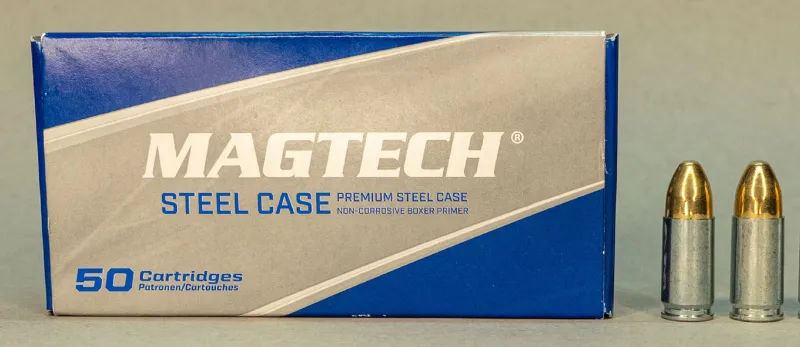 MAGTECH®
STEEL CASE PREMIUM STEEL CASE
NON-CORROSIVE BOXER PRIMER
50 Cartridges
Patronen/Cartouches